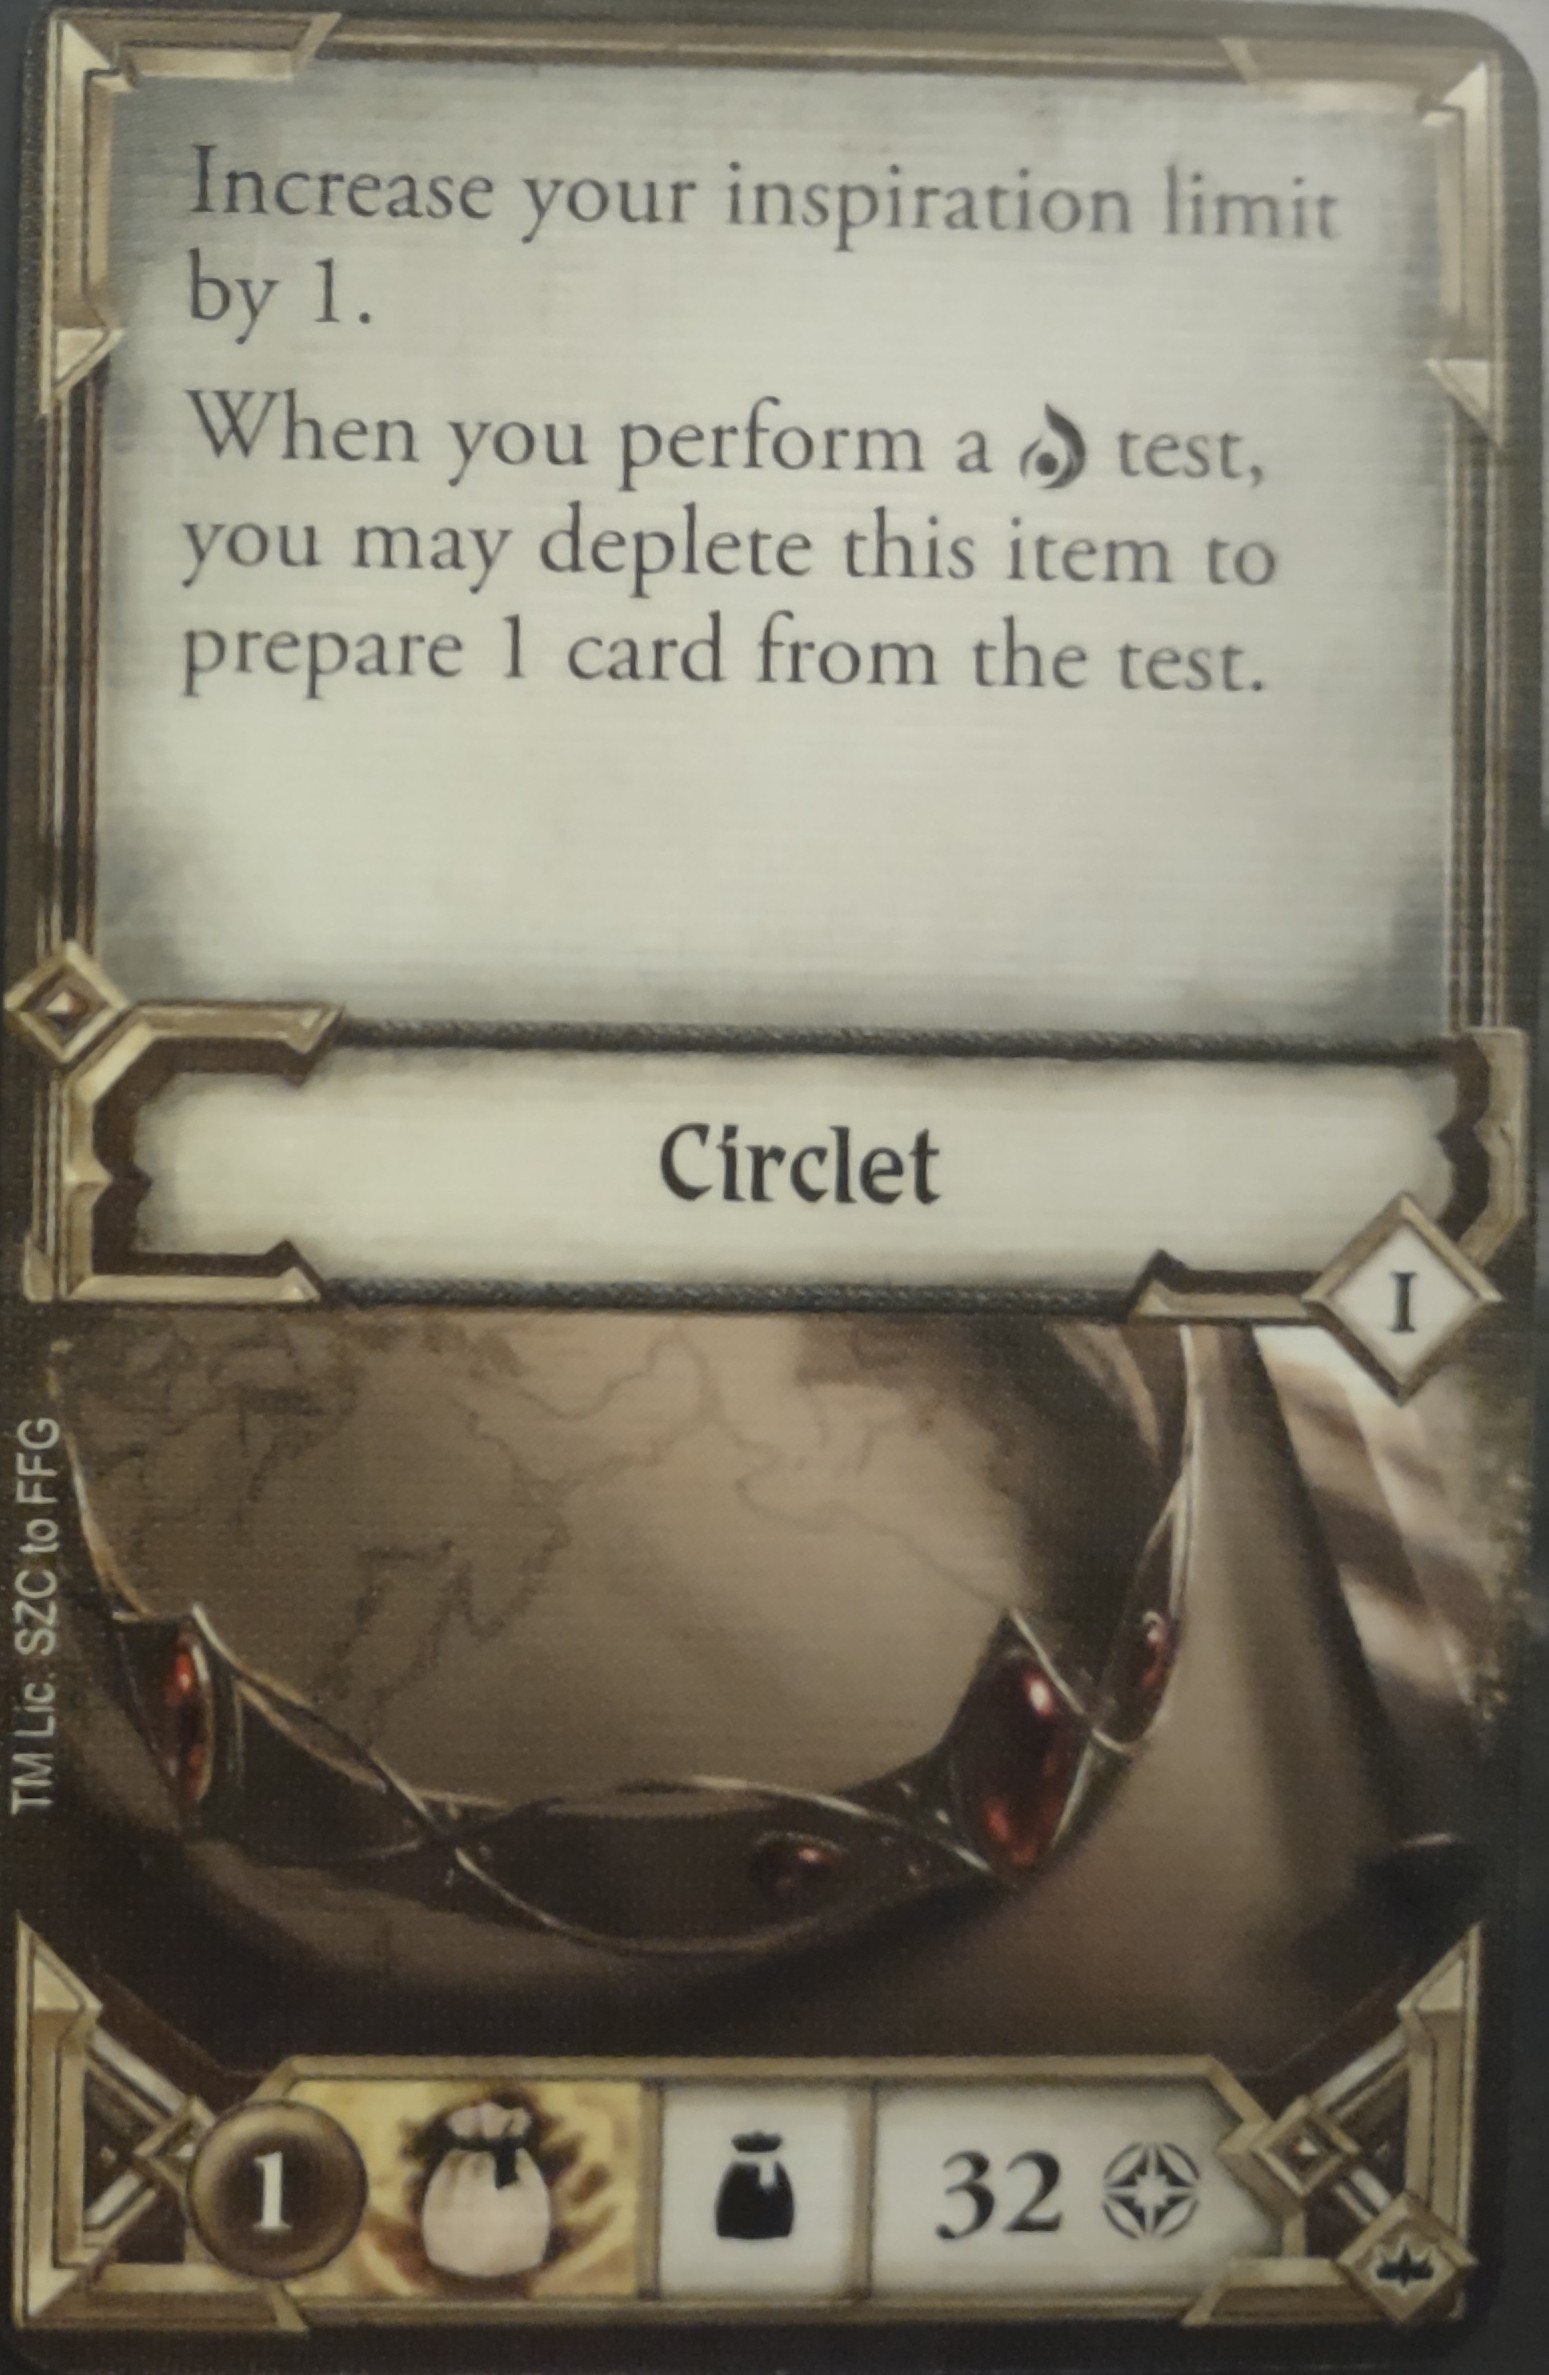 Increase your inspiration limit
by 1.
When you perform a test,
you may deplete this item to
prepare 1 card from the test.
Circlet
I
TM Lic. SZC to FFG
1
32